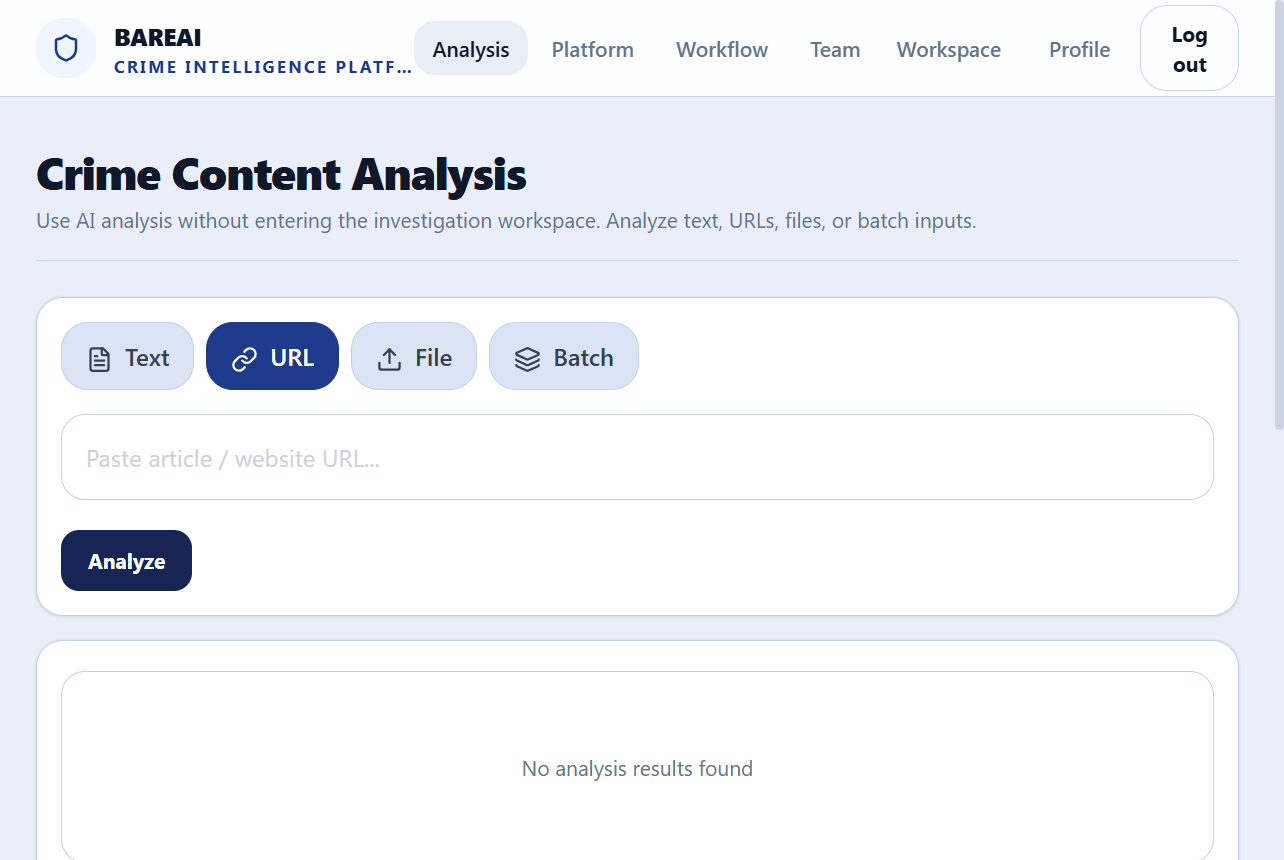 BAREAI
CRIME INTELLIGENCE PLATF...
Analysis
Platform
Workflow
Team
Workspace
Profile
Log
out
Crime Content Analysis
Use AI analysis without entering the investigation workspace. Analyze text, URLs, files, or batch inputs.
Text
URL
File
Batch
Paste article / website URL...
Analyze
No analysis results found